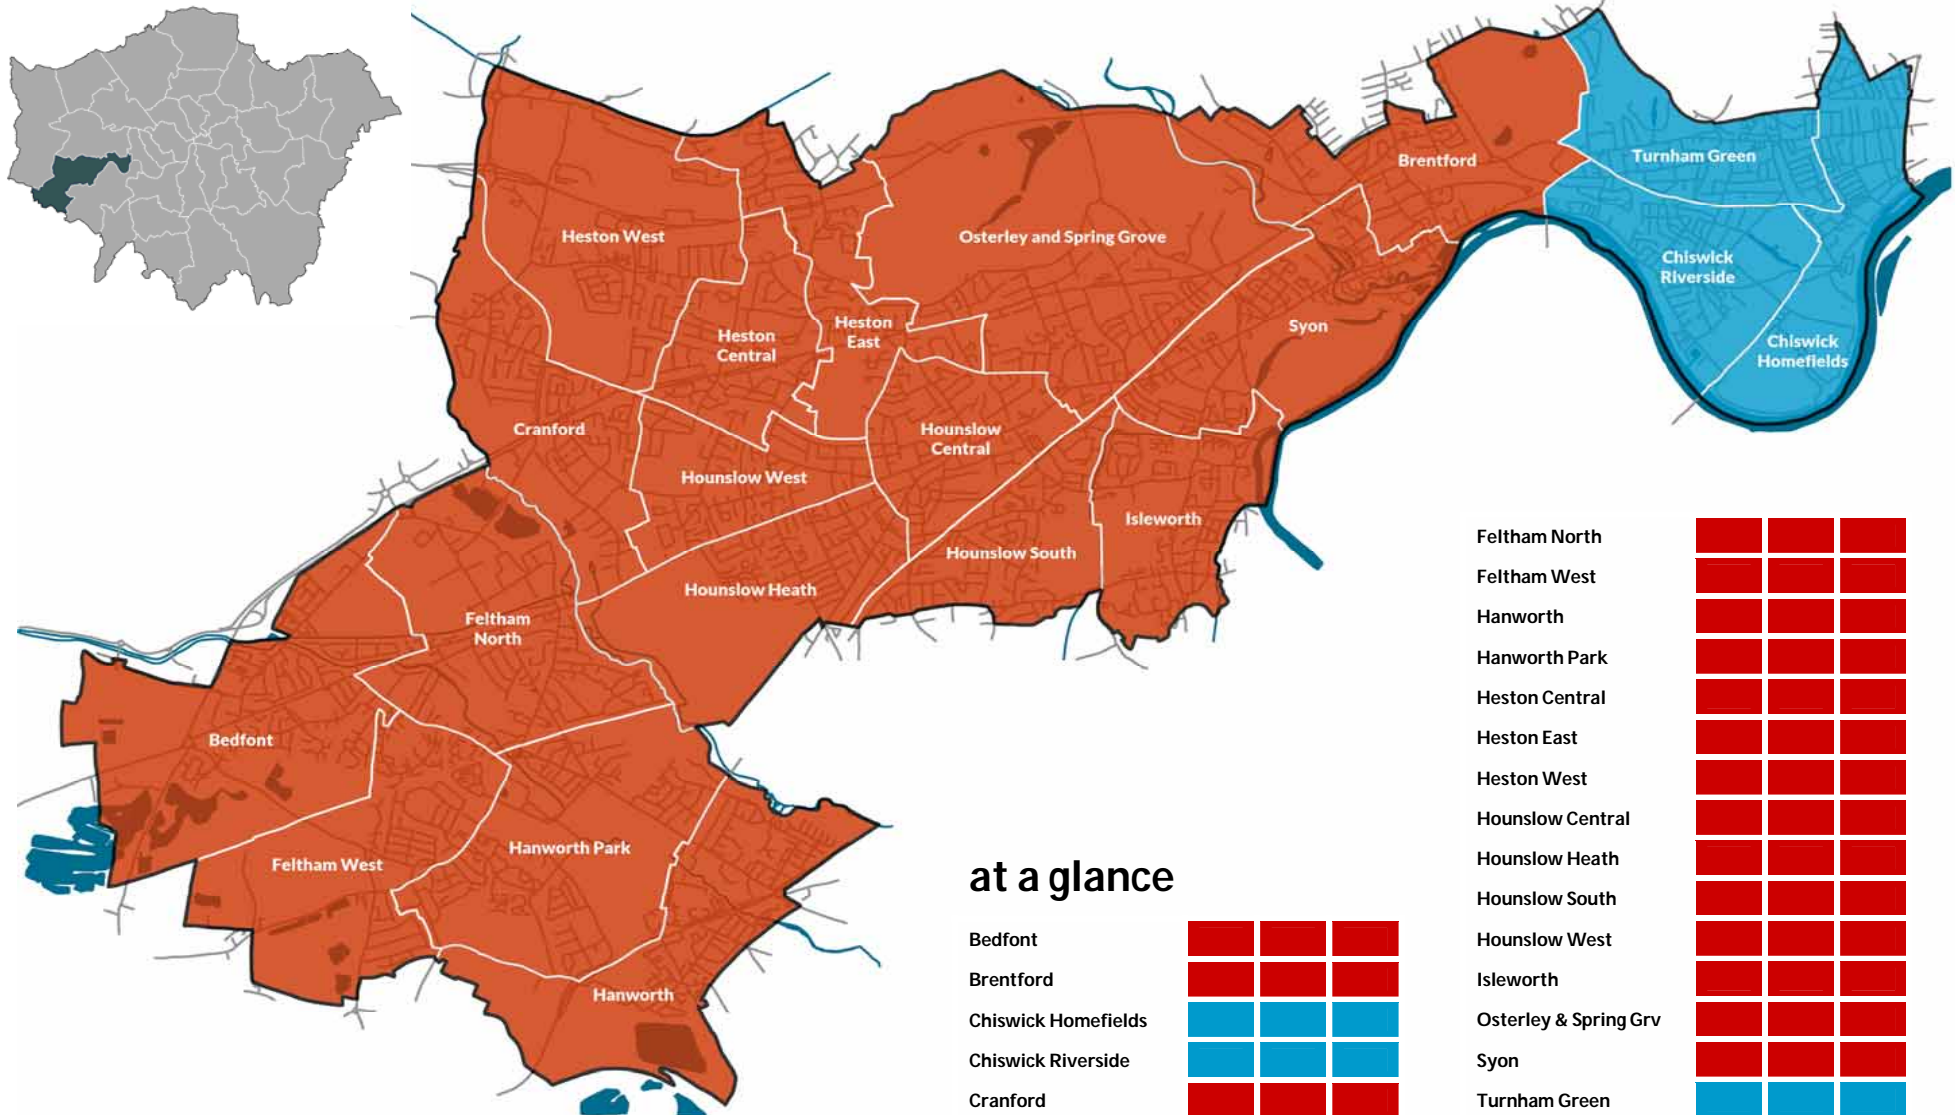 Brentford
Turnham Green
Heston West
Osterley and Spring Grove
Chiswick
Riverside
Heston
Central
Heston
East
Syon
Chiswick
Homefields
Cranford
Hounslow
Central
Hounslow West
Isleworth
Hounslow South
Hounslow Heath
Feltham
North
Bedfont
Feltham West
Hanworth Park
Hanworth
at a glance
Bedfont
Brentford
Chiswick Homefields
Chiswick Riverside
Cranford
Feltham North
Feltham West
Hanworth
Hanworth Park
Heston Central
Heston East
Heston West
Hounslow Central
Hounslow Heath
Hounslow South
Hounslow West
Isleworth
Osterley & Spring Grv
Syon
Turnham Green